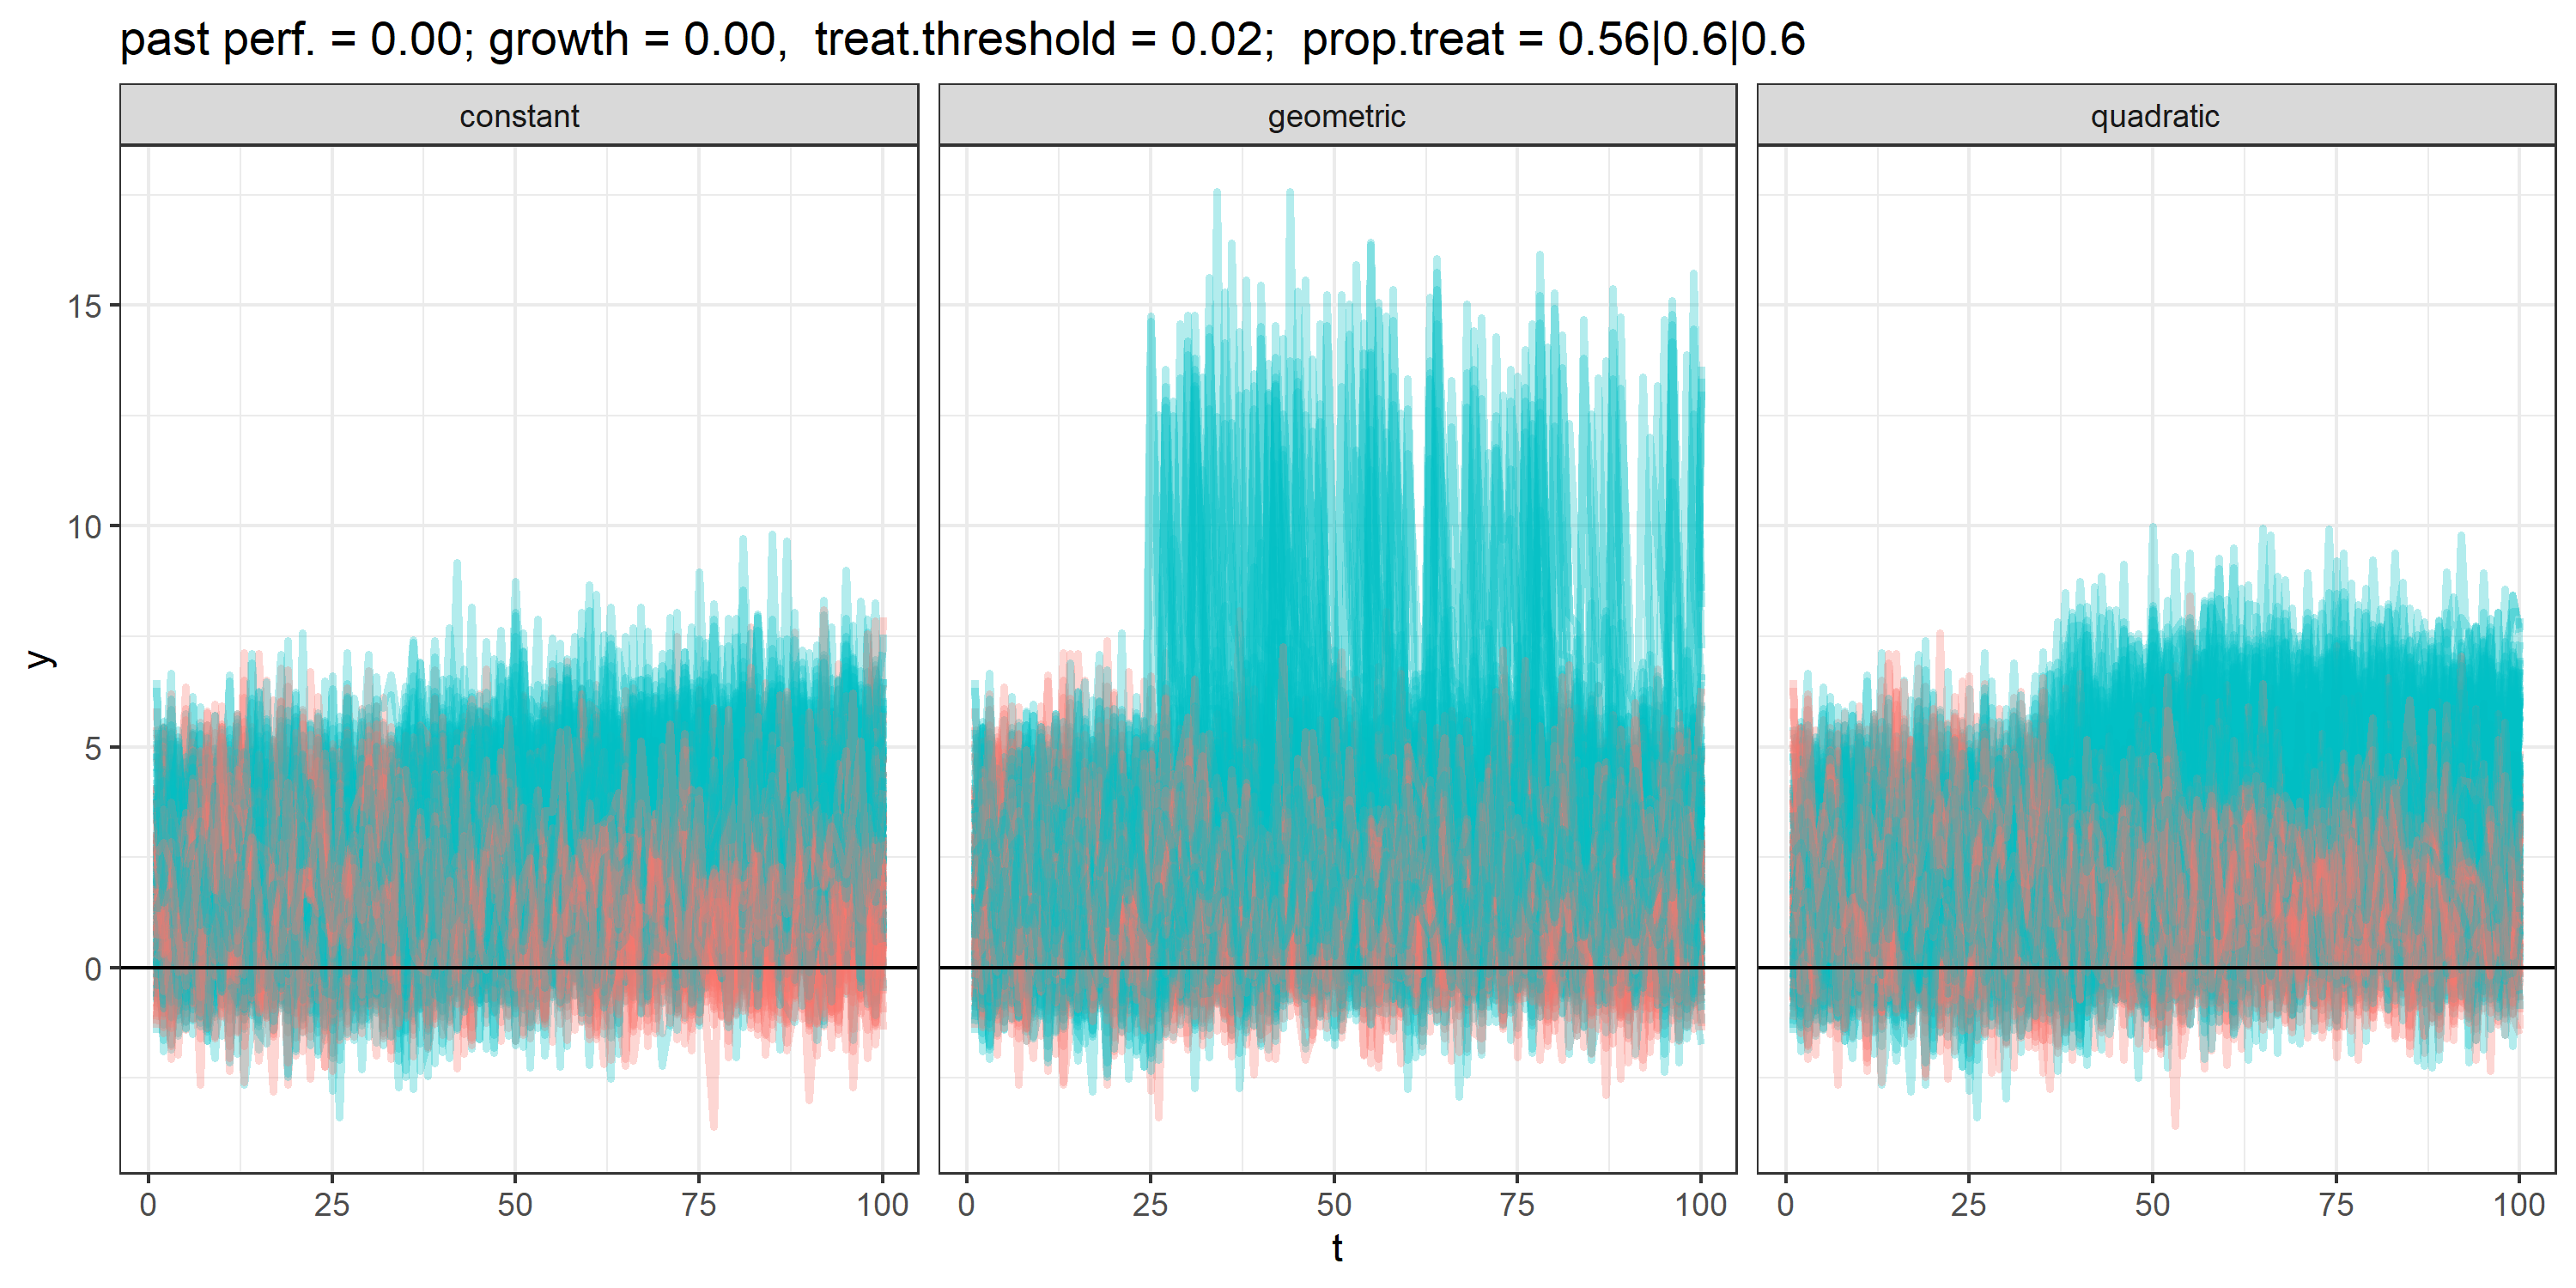 past perf. = 0.00; growth = 0.00,  treat.threshold = 0.02;  prop.treat = 0.56|0.6|0.6
constant geometric quadratic
y
15
10
5
0
0 25 50 75 100 0 25 50 75 100 0 25 50 75 100
t